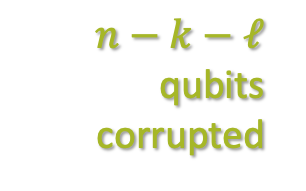 n − k − ℓ
qubits
corrupted